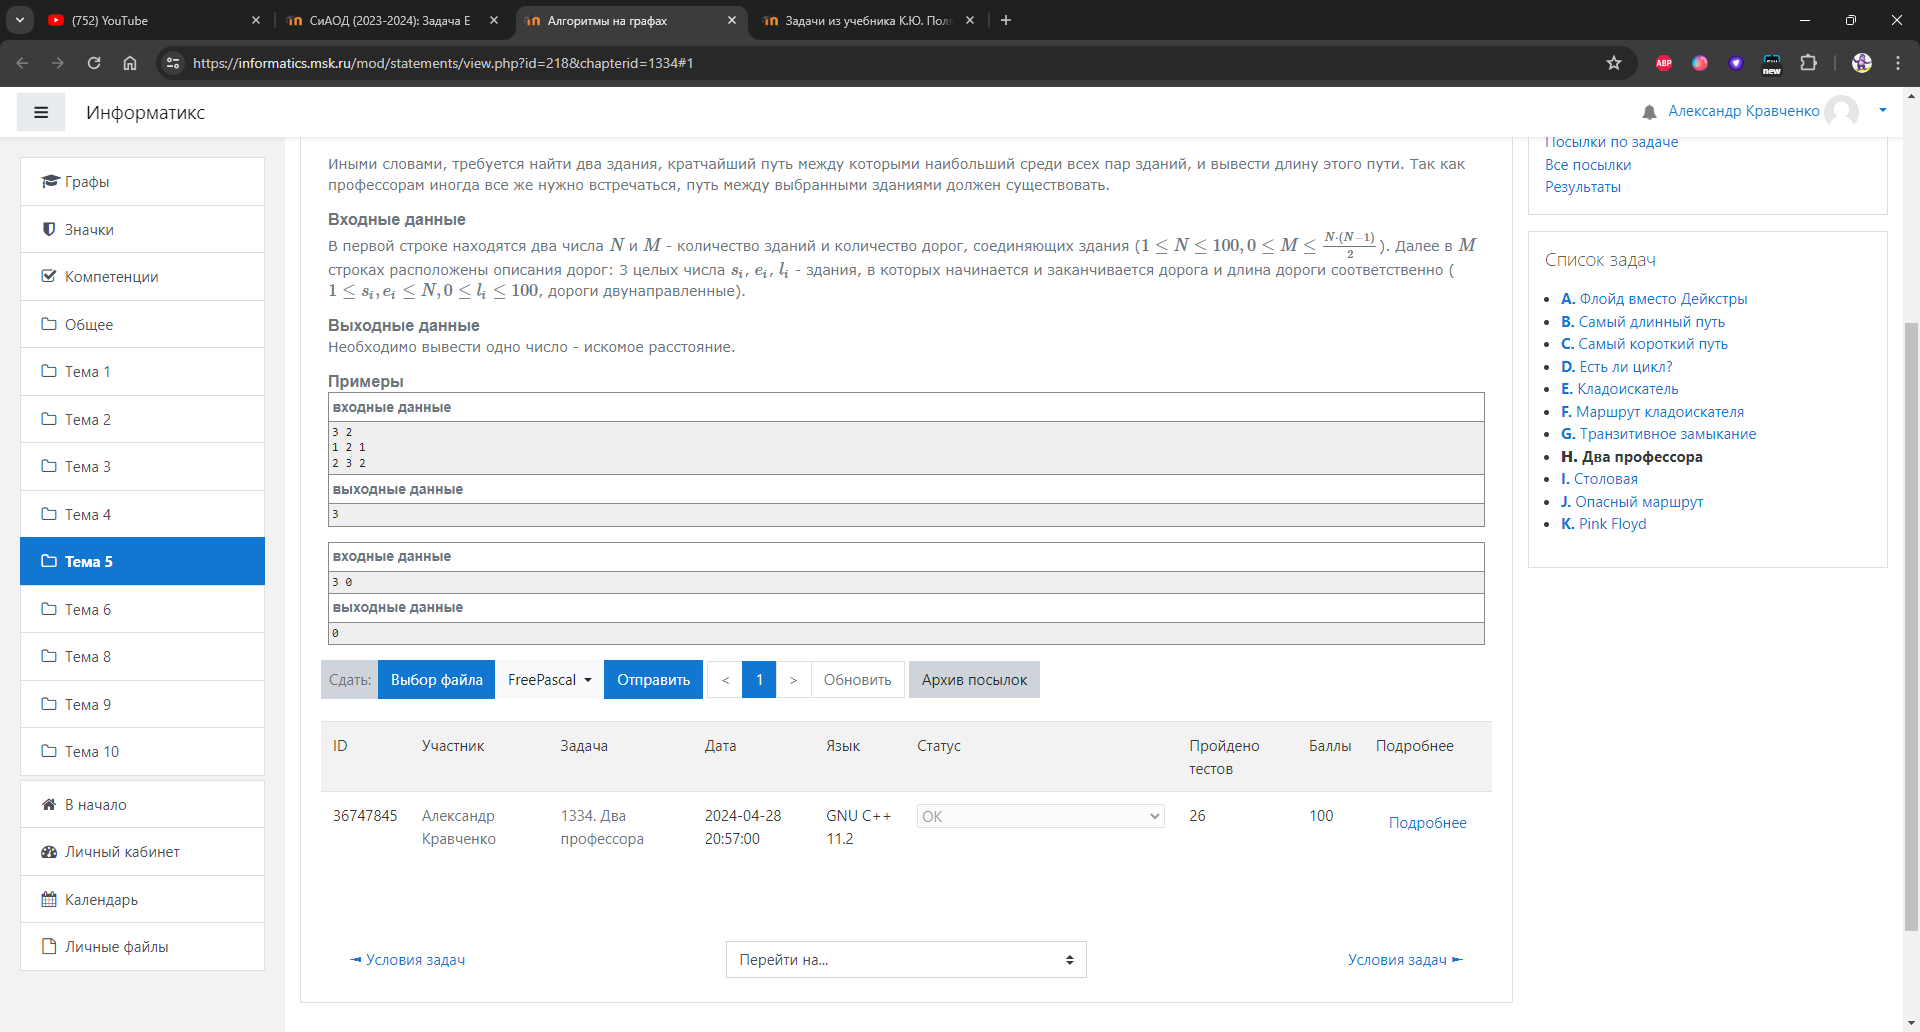 (752) YouTube
СиАОД (2023-2024): Задача E
Алгоритмы на графах
Задачи из учебника К.Ю. Пол
https://informatics.msk.ru/mod/statements/view.php?id=218&chapterid=1334#1
ABP
new
Информатикс
Александр Кравченко
Графы
Значки
Компетенции
Общее
Тема 1
Тема 2
Тема 3
Тема 4
Тема 5
Тема 6
Тема 8
Тема 9
Тема 10
В начало
Личный кабинет
Календарь
Личные файлы
Иными словами, требуется найти два здания, кратчайший путь между которыми наибольший среди всех пар зданий, и вывести длину этого пути. Так как
профессорам иногда все же нужно встречаться, путь между выбранными зданиями должен существовать.
Входные данные
В первой строке находятся два числа N и M - количество зданий и количество дорог, соединяющих здания (1 ≤ N ≤ 100, 0 ≤ M ≤ N·(N−1)/2). Далее в M
строках расположены описания дорог: 3 целых числа s_i, e_i, l_i - здания, в которых начинается и заканчивается дорога и длина дороги соответственно (
1 ≤ s_i, e_i ≤ N, 0 ≤ l_i ≤ 100, дороги двунаправленные).
Выходные данные
Необходимо вывести одно число - искомое расстояние.
Примеры
входные данные
3 2
1 2 1
2 3 2
выходные данные
3
входные данные
3 0
выходные данные
0
Сдать: Выбор файла FreePascal Отправить < 1 > Обновить Архив посылок
ID Участник Задача Дата Язык Статус Пройдено тестов Баллы Подробнее
36747845 Александр Кравченко 1334. Два профессора 2024-04-28 20:57:00 GNU C++ 11.2 OK 26 100 Подробнее
◄ Условия задач
Перейти на...
Условия задач ►
Посылки по задаче
Все посылки
Результаты
Список задач
A. Флойд вместо Дейкстры
B. Самый длинный путь
C. Самый короткий путь
D. Есть ли цикл?
E. Кладоискатель
F. Маршрут кладоискателя
G. Транзитивное замыкание
H. Два профессора
I. Столовая
J. Опасный маршрут
K. Pink Floyd